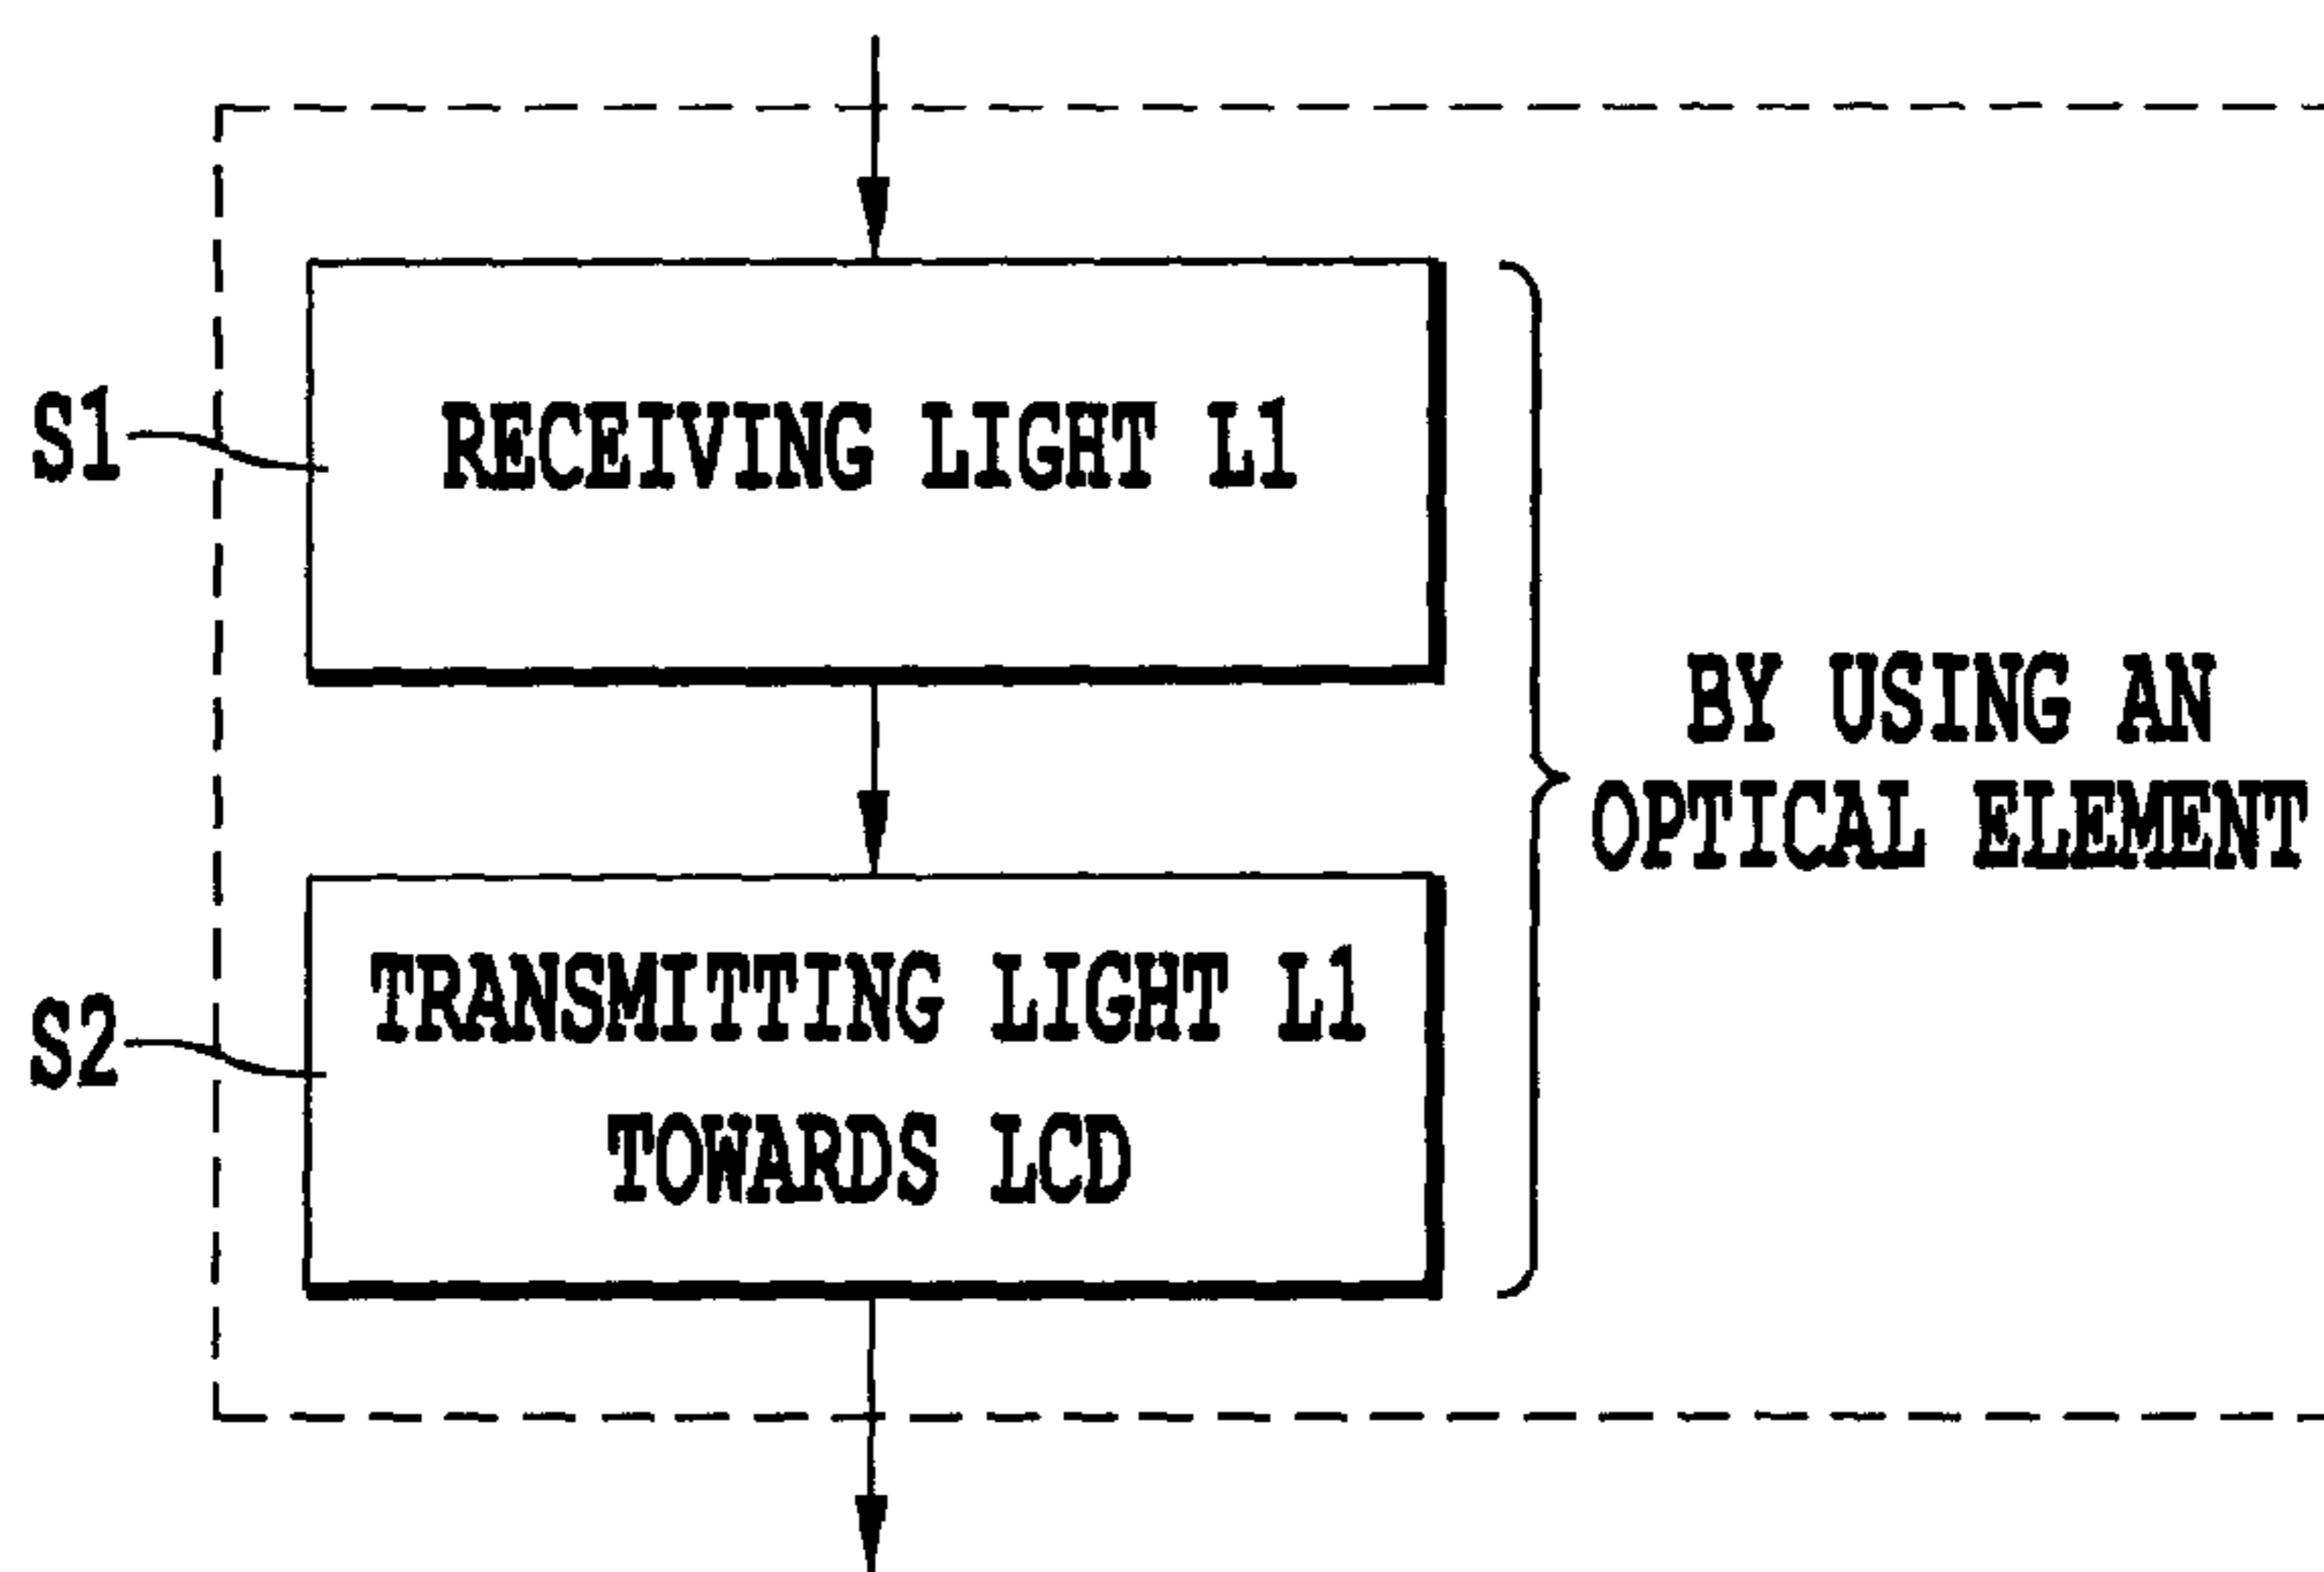 S1
RECEIVING LIGHT L1
BY USING AN
OPTICAL ELEMENT
S2
TRANSMITTING LIGHT L1
TOWARDS LCD